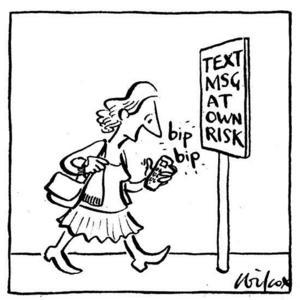 TEXT
MSG
AT
OWN
RISK
bip
bip
Wilcox